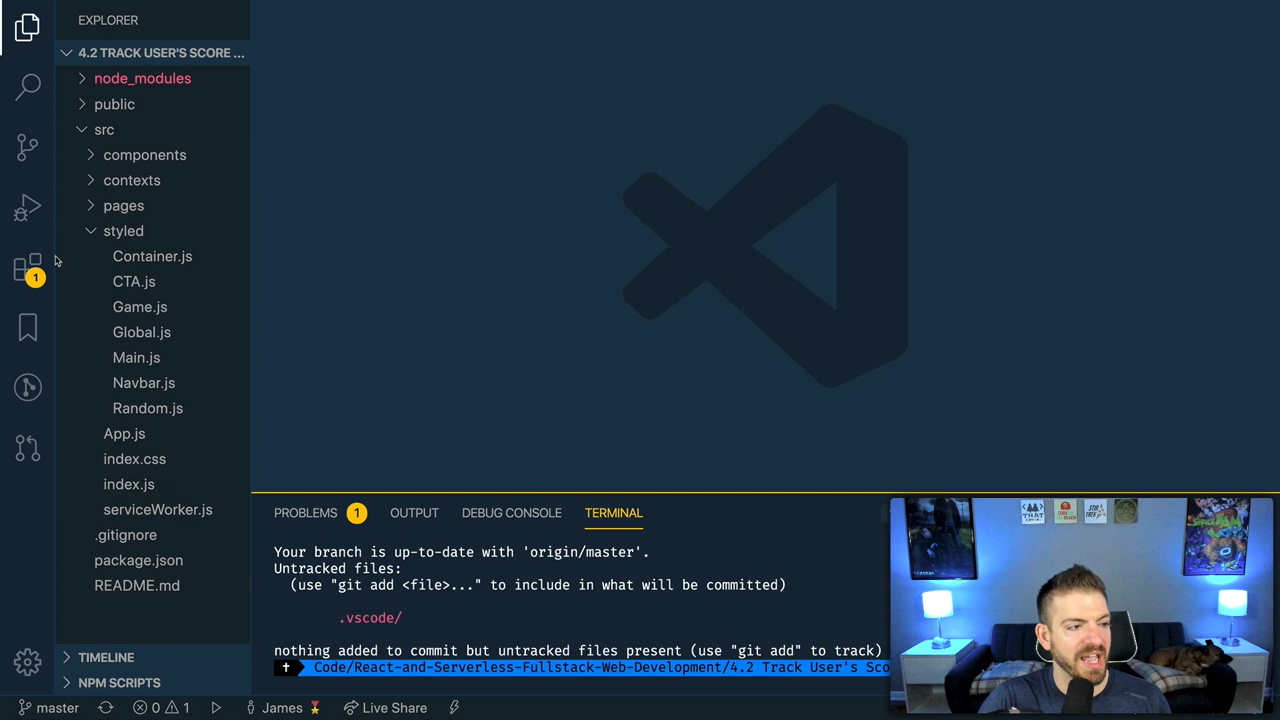 EXPLORER
4.2 TRACK USER'S SCORE ...
node_modules
public
src
components
contexts
pages
styled
Container.js
CTA.js
Game.js
Global.js
Main.js
Navbar.js
Random.js
App.js
index.css
index.js
serviceWorker.js
.gitignore
package.json
README.md
TIMELINE
NPM SCRIPTS
1
PROBLEMS 1 OUTPUT DEBUG CONSOLE TERMINAL
Your branch is up-to-date with 'origin/master'.
Untracked files:
(use "git add <file>..." to include in what will be committed)
.vscode/
nothing added to commit but untracked files present (use "git add" to track)
Code/React-and-Serverless-Fullstack-Web-Development/4.2 Track User's Sco
master 0 1 James Live Share